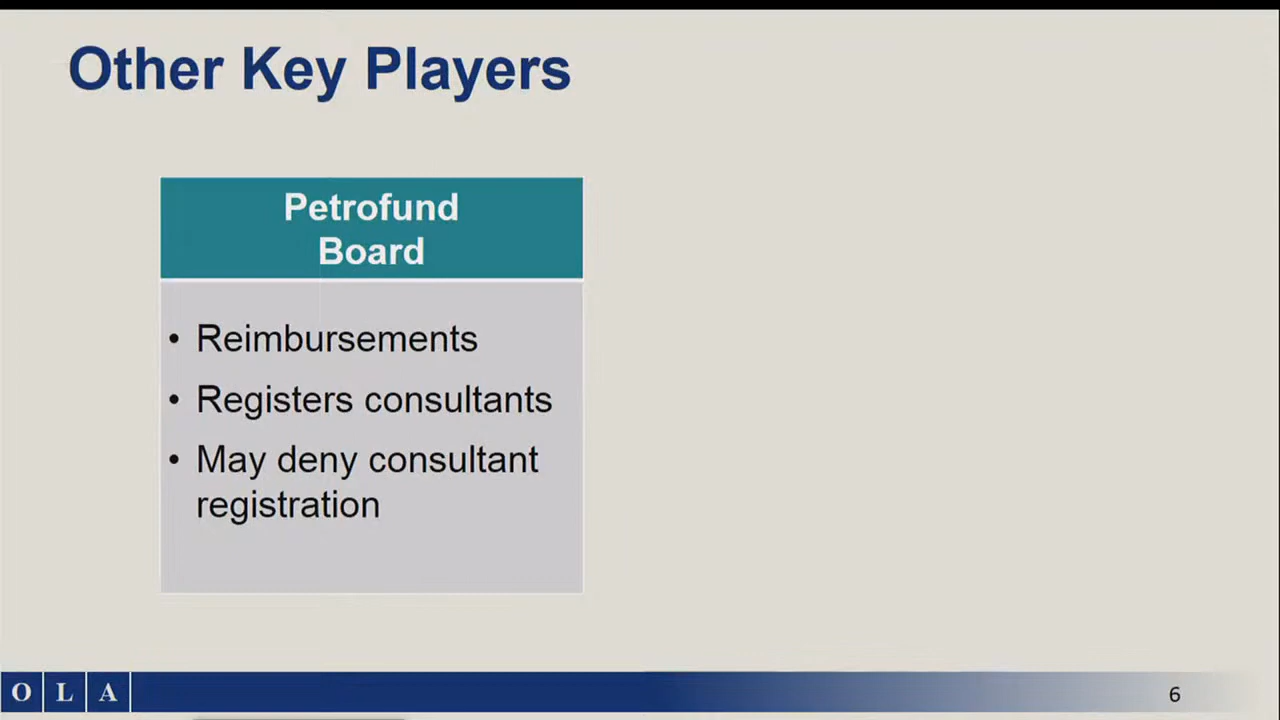 Other Key Players
Petrofund
Board
• Reimbursements
• Registers consultants
• May deny consultant
registration
O L A
6